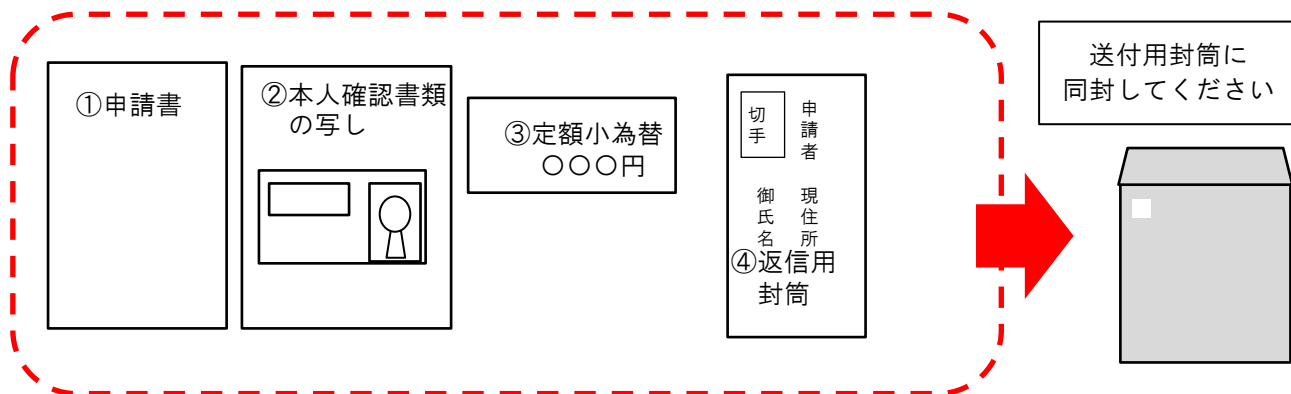 ①申請書
②本人確認書類
の写し
③定額小為替
〇〇〇円
切手
申請者　現住所
御氏名
④返信用
封筒
送付用封筒に
同封してください